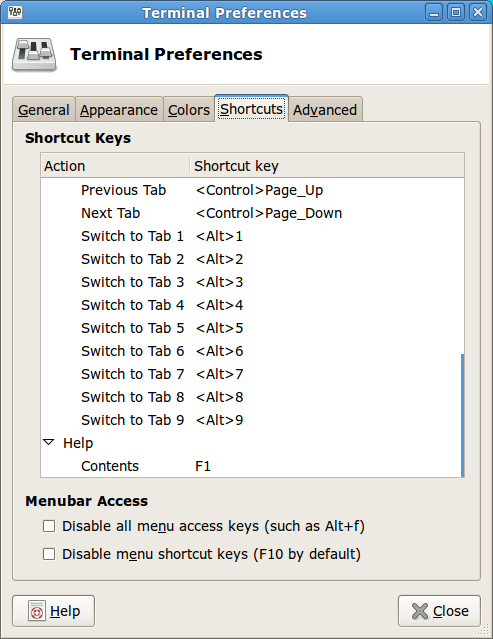 Terminal Preferences
Terminal Preferences
General Appearance Colors Shortcuts Advanced
Shortcut Keys
Action Shortcut key
Previous Tab <Control>Page_Up
Next Tab <Control>Page_Down
Switch to Tab 1 <Alt>1
Switch to Tab 2 <Alt>2
Switch to Tab 3 <Alt>3
Switch to Tab 4 <Alt>4
Switch to Tab 5 <Alt>5
Switch to Tab 6 <Alt>6
Switch to Tab 7 <Alt>7
Switch to Tab 8 <Alt>8
Switch to Tab 9 <Alt>9
Help
Contents F1
Menubar Access
Disable all menu access keys (such as Alt+f)
Disable menu shortcut keys (F10 by default)
Help Close